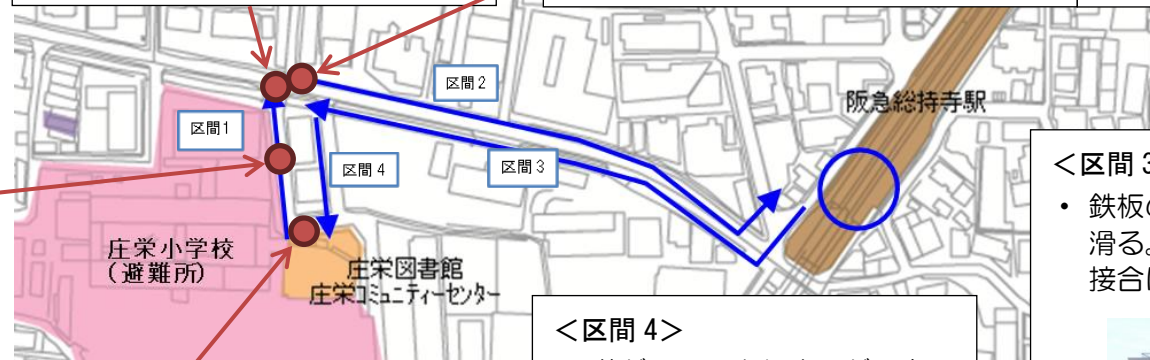 区間2
阪急総持寺駅
区間1
区間4
区間3
<区間3
• 鉄板の
滑る。
接合
庄栄小学校
(避難所)
庄栄図書館
庄栄コミュニティーセンター
<区間4>